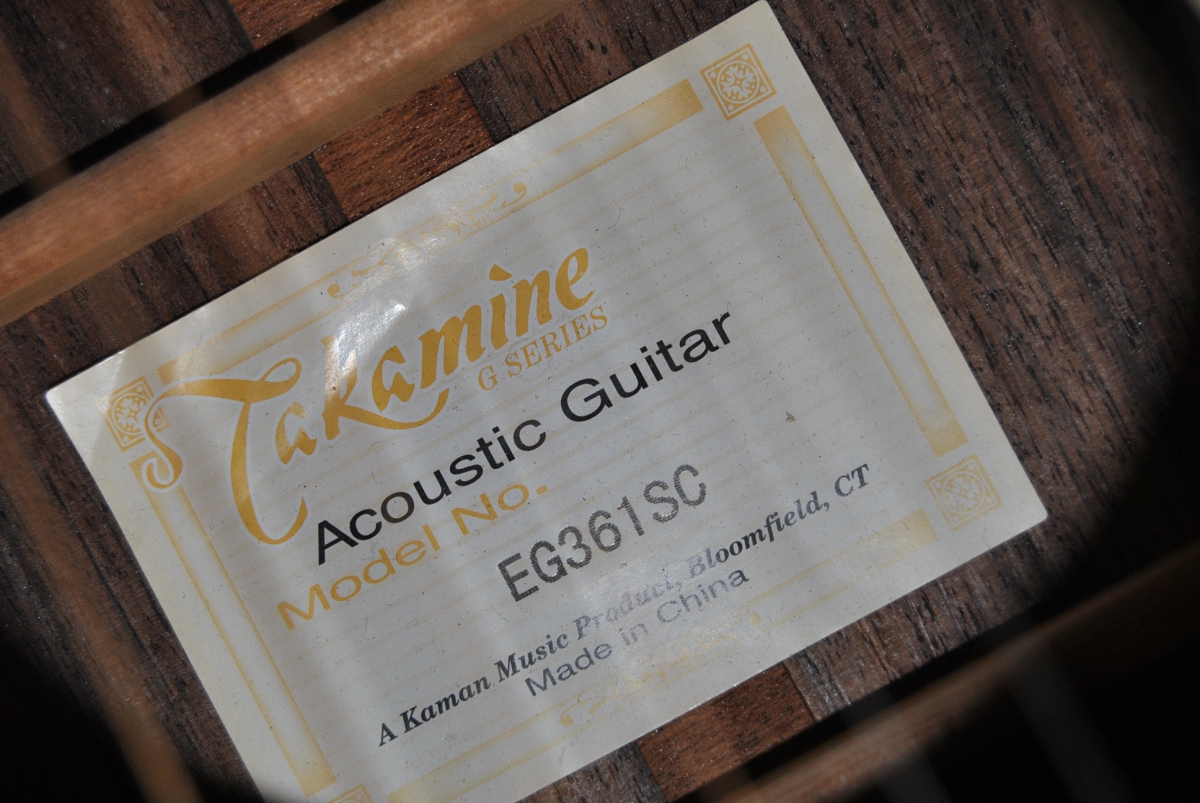 Takamine
G SERIES
Acoustic Guitar
Model No.
EG361SC
A Kaman Music Product, Bloomfield, CT
Made in China